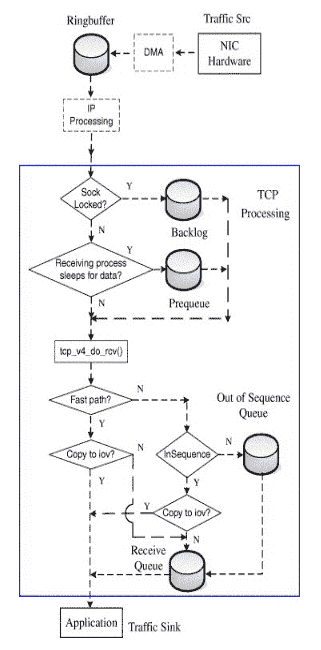 Traffic Src
Ringbuffer
DMA
NIC
Hardware
IP
Processing
Sock
Locked?
Y
TCP
Processing
N
Backlog
Receiving process
sleeps for data?
Y
N
Prequeue
tcp_v4_do_rcv()
Fast path?
N
Out of Sequence
Queue
Y
Copy to iov?
N
InSequence
N
Y
Y
Y
Copy to iov?
N
Receive
Queue
Application
Traffic Sink